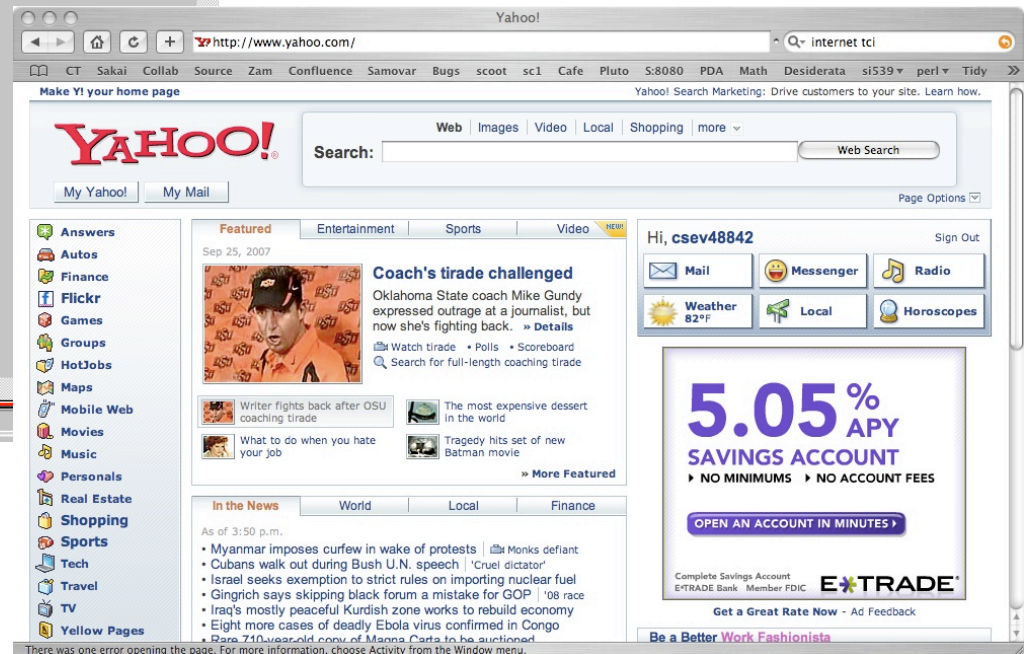 Yahoo!
http://www.yahoo.com/
internet tci
CT Sakai Collab Source Zam Confluence Samovar Bugs scoot sc1 Cafe Pluto S:8080 PDA Math Desiderata si539 perl Tidy
Make Y! your home page
Yahoo! Search Marketing: Drive customers to your site. Learn how.
YAHOO!
Web Images Video Local Shopping more
Search:
Web Search
My Yahoo! My Mail
Page Options
Answers
Autos
Finance
Flickr
Games
Groups
HotJobs
Maps
Mobile Web
Movies
Music
Personals
Real Estate
Shopping
Sports
Tech
Travel
TV
Yellow Pages
Featured Entertainment Sports Video NEW!
Sep 25, 2007
Coach's tirade challenged
Oklahoma State coach Mike Gundy
expressed outrage at a journalist, but
now she's fighting back. » Details
Watch tirade • Polls • Scoreboard
Search for full-length coaching tirade
Writer fights back after OSU
coaching tirade
The most expensive dessert
in the world
What to do when you hate
your job
Tragedy hits set of new
Batman movie
» More Featured
In the News World Local Finance
As of 3:50 p.m.
• Myanmar imposes curfew in wake of protests | Monks defiant
• Cubans walk out during Bush U.N. speech | 'Cruel dictator'
• Israel seeks exemption to strict rules on importing nuclear fuel
• Gingrich says skipping black forum a mistake for GOP | '08 race
• Iraq's mostly peaceful Kurdish zone works to rebuild economy
• Eight more cases of deadly Ebola virus confirmed in Congo
• Rare 710-year-old copy of Magna Carta to be auctioned
Hi, csev48842
Sign Out
Mail Messenger Radio
Weather
82°F
Local Horoscopes
5.05% APY
SAVINGS ACCOUNT
NO MINIMUMS NO ACCOUNT FEES
OPEN AN ACCOUNT IN MINUTES
Complete Savings Account
E*TRADE Bank Member FDIC
E*TRADE
Get a Great Rate Now - Ad Feedback
Be a Better Work Fashionista
There was one error opening the page. For more information, choose Activity from the Window menu.